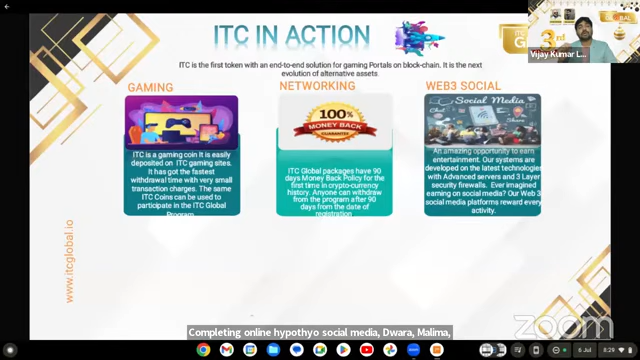 ITC IN ACTION
3rd
GLOBAL
Vijay Kumar L...
ITC is the first token with an end-to-end solution for gaming Portals on block-chain. It is the next
evolution of alternative assets
GAMING
NETWORKING
WEB3 SOCIAL
100%
MONEY BACK
GUARANTEE
Social Media
Chat
Share
ITC is a gaming coin It is easily
deposited on ITC gaming sites.
It has got the fastest
withdrawal time with very small
transaction charges. The same
ITC Coins can be used to
participate in the ITC Global
Program
ITC Global packages have 90
days Money Back Policy for the
first time in crypto-currency
history. Anyone can withdraw
from the program after 90
days from the date of
registration
An amazing opportunity to earn
entertainment. Our systems are
developed on the latest technologies
with Advanced servers and 3 Layer
security firewalls. Ever imagined
earning on social media? Our Web 3
social media platforms reward every
activity.
www.itcglobal.io
zoom
Completing online hypothyo social media, Dwara, Malima,
6 Jul
8:29